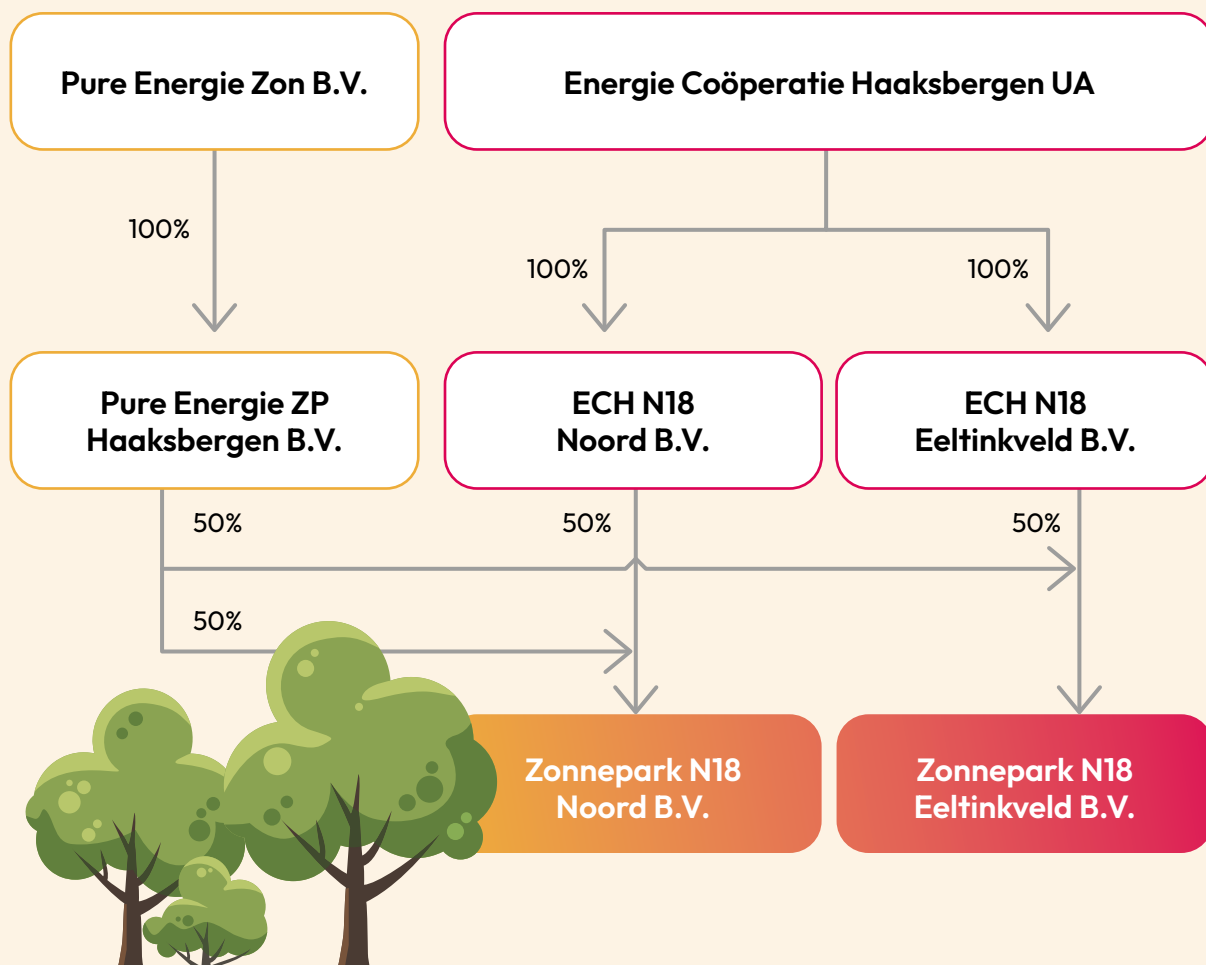 Pure Energie Zon B.V.
Energie Coöperatie Haaksbergen UA
100%
100%
100%
Pure Energie ZP
Haaksbergen B.V.
ECH N18
Noord B.V.
ECH N18
Eeltinkveld B.V.
50%
50%
50%
50%
Zonnepark N18
Noord B.V.
Zonnepark N18
Eeltinkveld B.V.